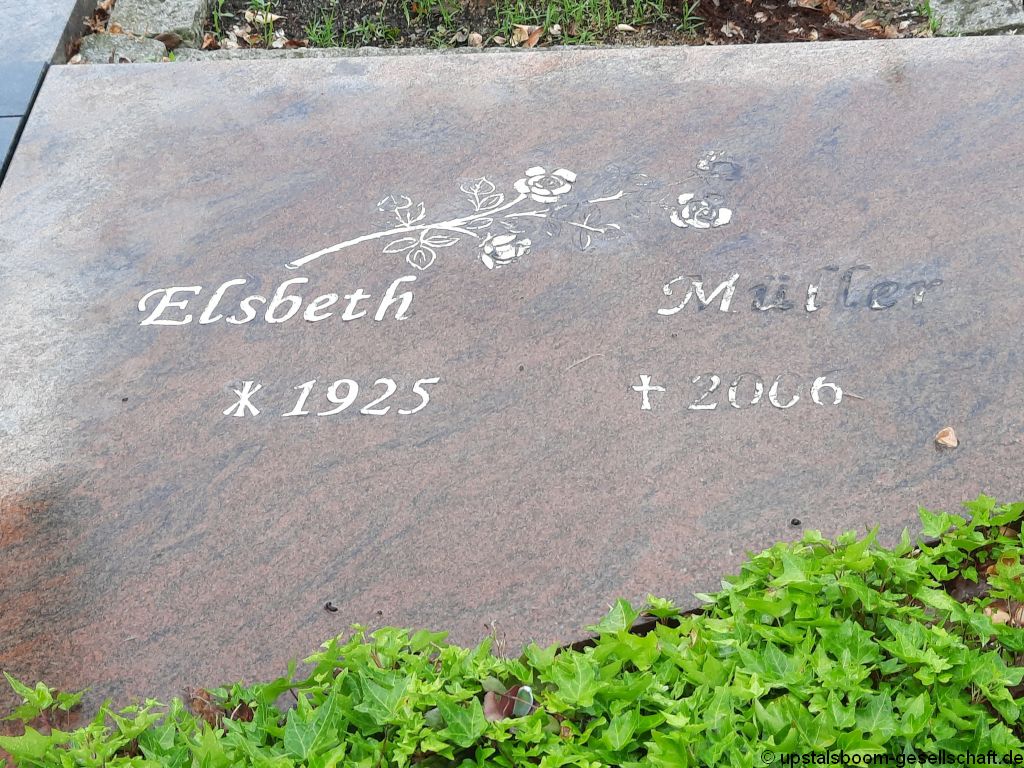 Elsbeth Müller
* 1925 † 2006
© upstalsboom-gesellschaft.de